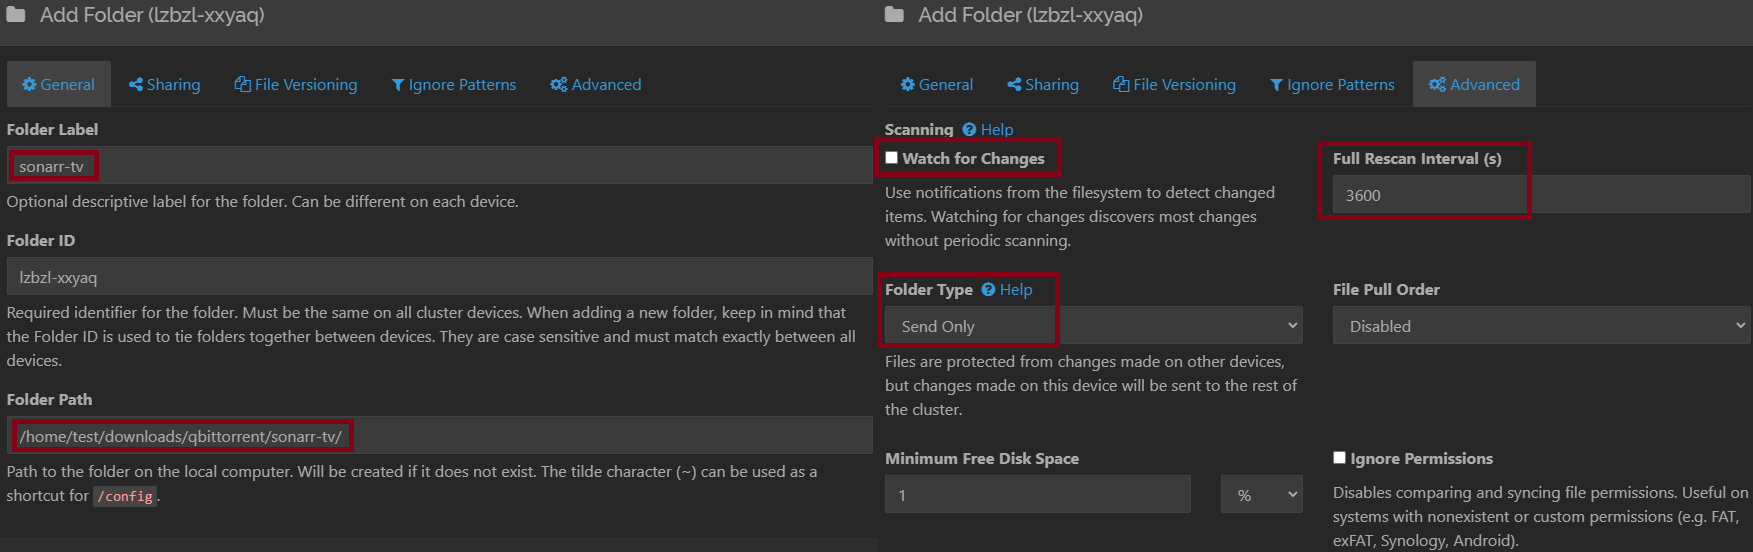 Add Folder (lzbzl-xxyaq)
General
Sharing
File Versioning
Ignore Patterns
Advanced
Folder Label
sonarr-tv
Optional descriptive label for the folder. Can be different on each device.
Folder ID
lzbzl-xxyaq
Required identifier for the folder. Must be the same on all cluster devices. When adding a new folder, keep in mind that
the Folder ID is used to tie folders together between devices. They are case sensitive and must match exactly between all
devices.
Folder Path
/home/test/downloads/qbittorrent/sonarr-tv/
Path to the folder on the local computer. Will be created if it does not exist. The tilde character (~) can be used as a
shortcut for /config.
Add Folder (lzbzl-xxyaq)
General
Sharing
File Versioning
Ignore Patterns
Advanced
Scanning Help
Watch for Changes
Use notifications from the filesystem to detect changed
items. Watching for changes discovers most changes
without periodic scanning.
Full Rescan Interval (s)
3600
Folder Type Help
Send Only
Files are protected from changes made on other devices,
but changes made on this device will be sent to the rest of
the cluster.
File Pull Order
Disabled
Minimum Free Disk Space
1
%
Ignore Permissions
Disables comparing and syncing file permissions. Useful on
systems with nonexistent or custom permissions (e.g. FAT,
exFAT, Synology, Android).